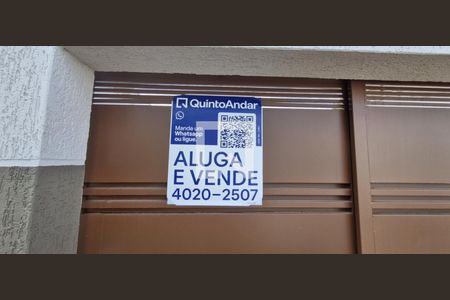 QuintoAndar
Mande um
Whatsapp
ou ligue.
ALUGA
E VENDE
4020-2507